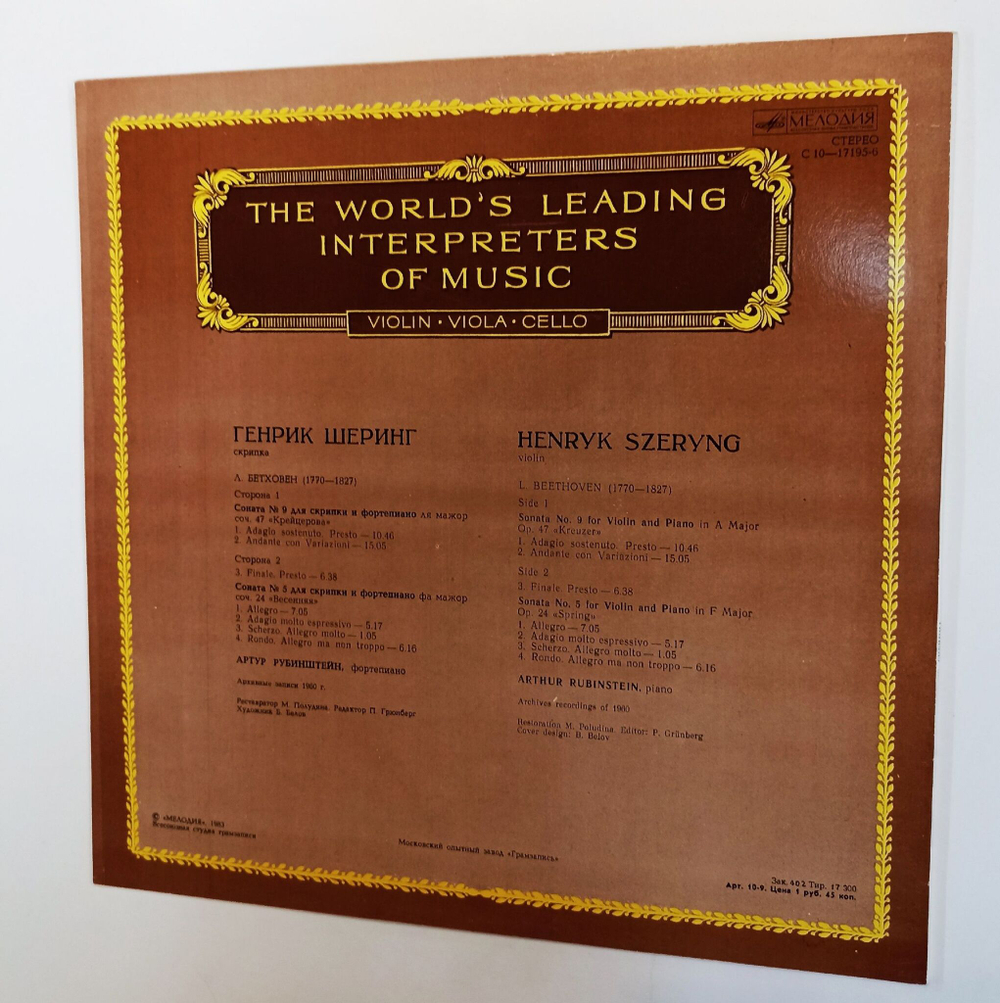 МЕЛОДИЯ
СТЕРЕО
С 10—17195-6
THE WORLD'S LEADING
INTERPRETERS
OF MUSIC
VIOLIN · VIOLA · CELLO
ГЕНРИК ШЕРИНГ
скрипка
Л. БЕТХОВЕН (1770—1827)
Сторона 1
Соната № 9 для скрипки и фортепиано ля мажор
соч. 47 «Крейцерова»
1. Adagio sostenuto. Presto — 10.46
2. Andante con Variazioni — 15.05
Сторона 2
3. Finale. Presto — 6.38
Соната № 5 для скрипки и фортепиано фа мажор
соч. 24 «Весенняя»
1. Allegro — 7.05
2. Adagio molto espressivo — 5.17
3. Scherzo. Allegro molto — 1.05
4. Rondo. Allegro ma non troppo — 6.16
АРТУР РУБИНШТЕЙН, фортепиано
Архивные записи 1960 г.
Реставратор М. Полудина. Редактор П. Грюнберг
Художник Б. Белов
HENRYK SZERYNG
violin
L. BEETHOVEN (1770—1827)
Side 1
Sonata No. 9 for Violin and Piano in A Major
Op. 47 «Kreuzer»
1. Adagio sostenuto. Presto — 10.46
2. Andante con Variazioni — 15.05
Side 2
3. Finale. Presto — 6.38
Sonata No. 5 for Violin and Piano in F Major
Op. 24 «Spring»
1. Allegro — 7.05
2. Adagio molto espressivo — 5.17
3. Scherzo. Allegro molto — 1.05
4. Rondo. Allegro ma non troppo — 6.16
ARTHUR RUBINSTEIN, piano
Archives recordings of 1960
Restoration M. Poludina. Editor: P. Grünberg
Cover design: B. Belov
© «МЕЛОДИЯ», 1983
Всесоюзная студия грамзаписи
Московский опытный завод «Грамзапись»
Зак. 402 Тир. 17 300
Арт. 10-9. Цена 1 руб. 45 коп.